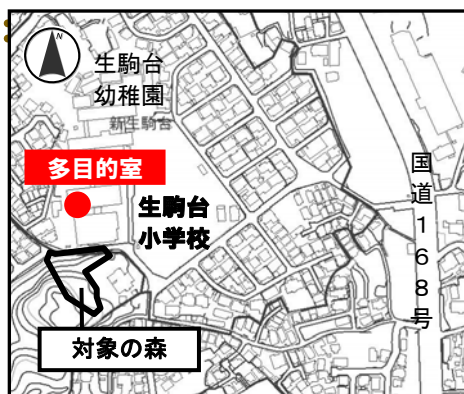 N
生駒台
幼稚園
新生駒台
多目的室
生駒台
小学校
国道168号
対象の森